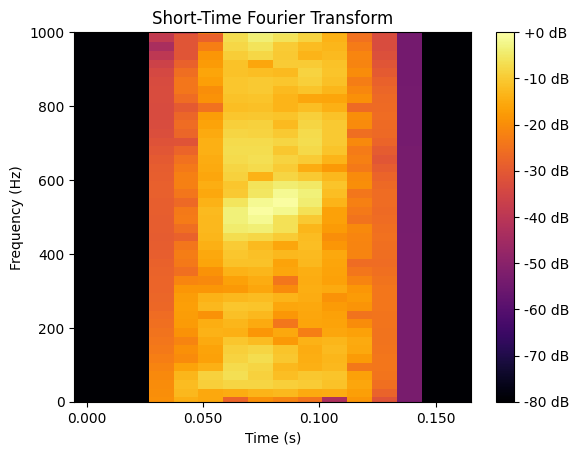 Short-Time Fourier Transform
1000
800
600
400
200
0
Frequency (Hz)
0.000
0.050
0.100
0.150
Time (s)
+0 dB
-10 dB
-20 dB
-30 dB
-40 dB
-50 dB
-60 dB
-70 dB
-80 dB